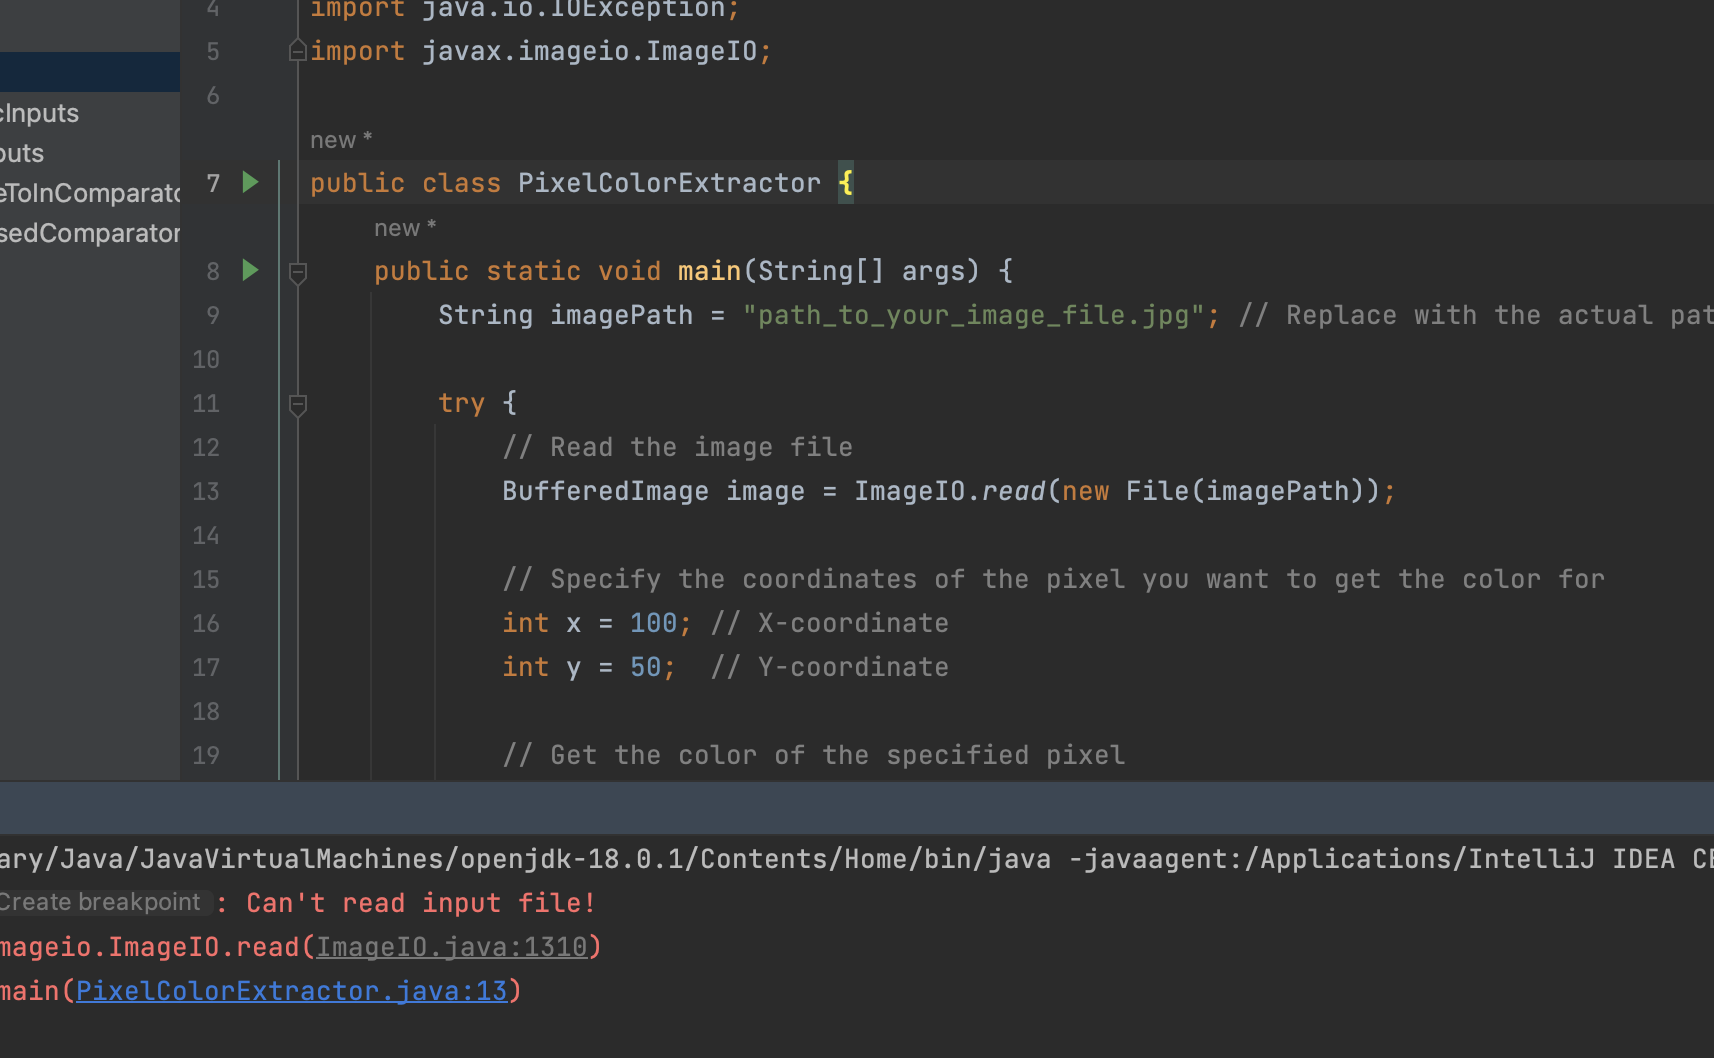 4 import java.io.IOException;
5 import javax.imageio.ImageIO;
6
cInputs
new *
puts
7 public class PixelColorExtractor {
eToInComparato
new *
sedComparator
8 public static void main(String[] args) {
9 String imagePath = "path_to_your_image_file.jpg"; // Replace with the actual pat
10
11 try {
12 // Read the image file
13 BufferedImage image = ImageIO.read(new File(imagePath));
14
15 // Specify the coordinates of the pixel you want to get the color for
16 int x = 100; // X-coordinate
17 int y = 50;  // Y-coordinate
18
19 // Get the color of the specified pixel
ary/Java/JavaVirtualMachines/openjdk-18.0.1/Contents/Home/bin/java -javaagent:/Applications/IntelliJ IDEA CE
Create breakpoint : Can't read input file!
mageio.ImageIO.read(ImageIO.java:1310)
main(PixelColorExtractor.java:13)